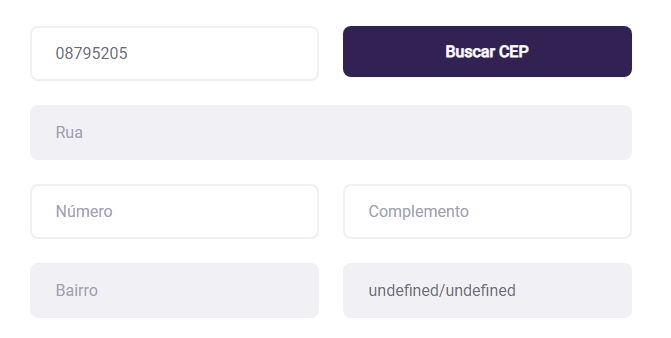 08795205
Buscar CEP
Rua
Número
Complemento
Bairro
undefined/undefined